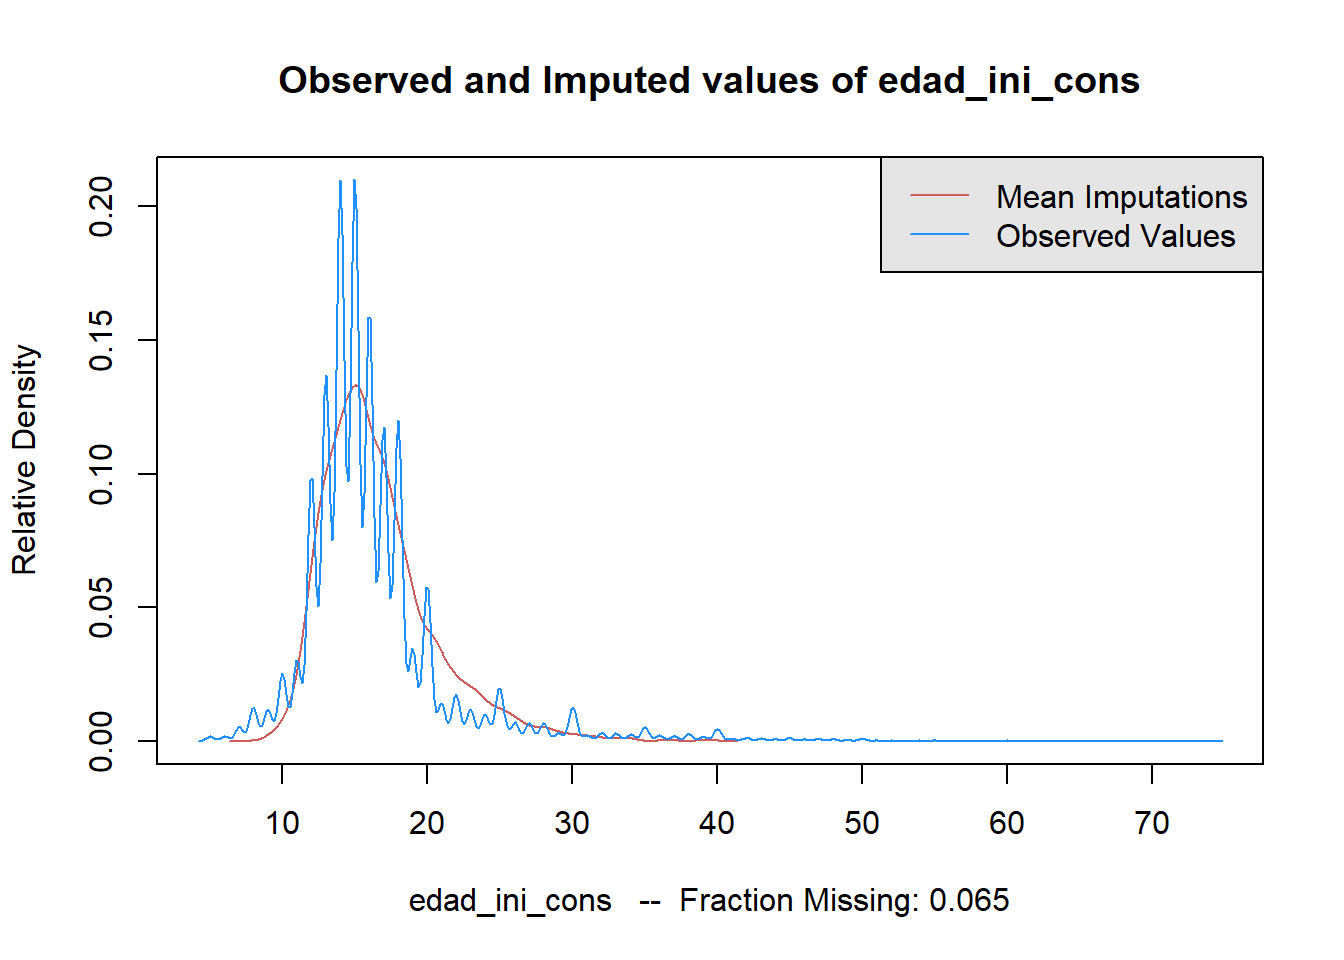 Observed and Imputed values of edad_ini_cons
Mean Imputations
Observed Values
Relative Density
0.20
0.15
0.10
0.05
0.00
10 20 30 40 50 60 70
edad_ini_cons -- Fraction Missing: 0.065